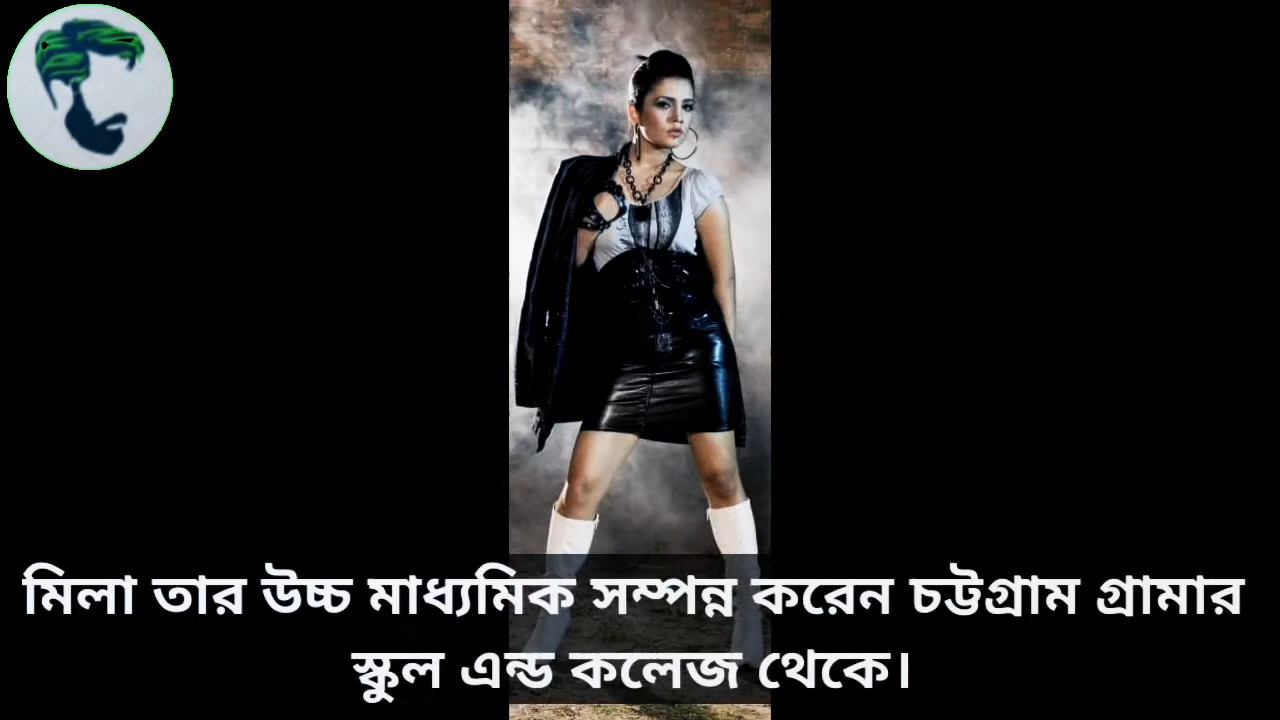 মিলা তার উচ্চ মাধ্যমিক সম্পন্ন করেন চট্টগ্রাম গ্রামার
স্কুল এন্ড কলেজ থেকে।